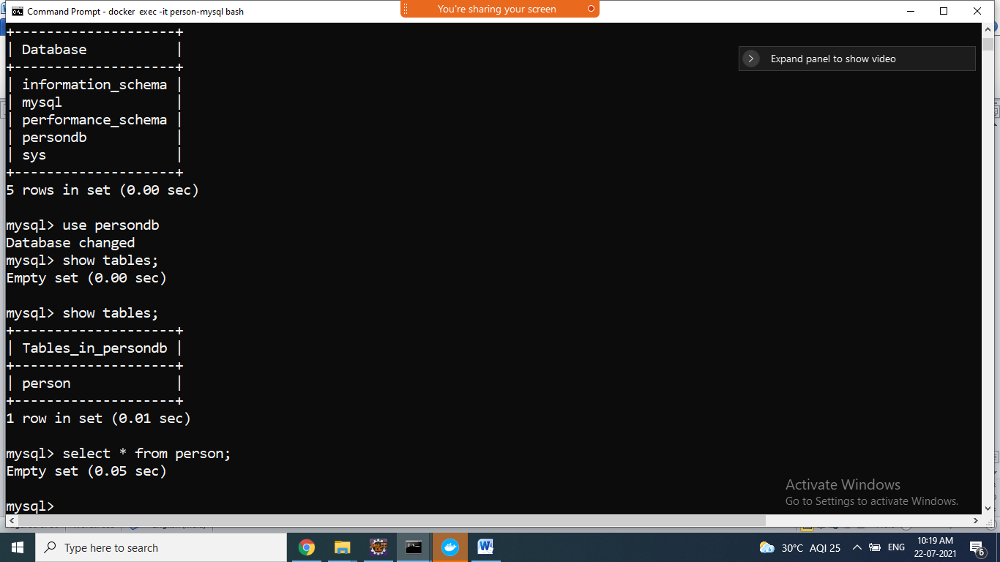 Command Prompt - docker exec -it person-mysql bash
You're sharing your screen
Expand panel to show video
+--------------------+
| Database           |
+--------------------+
| information_schema |
| mysql              |
| performance_schema |
| persondb           |
| sys                |
+--------------------+
5 rows in set (0.00 sec)
mysql> use persondb
Database changed
mysql> show tables;
Empty set (0.00 sec)
mysql> show tables;
+--------------------+
| Tables_in_persondb |
+--------------------+
| person             |
+--------------------+
1 row in set (0.01 sec)
mysql> select * from person;
Empty set (0.05 sec)
mysql>
Activate Windows
Go to Settings to activate Windows.
Type here to search
30°C AQI 25
ENG
10:19 AM
22-07-2021
6